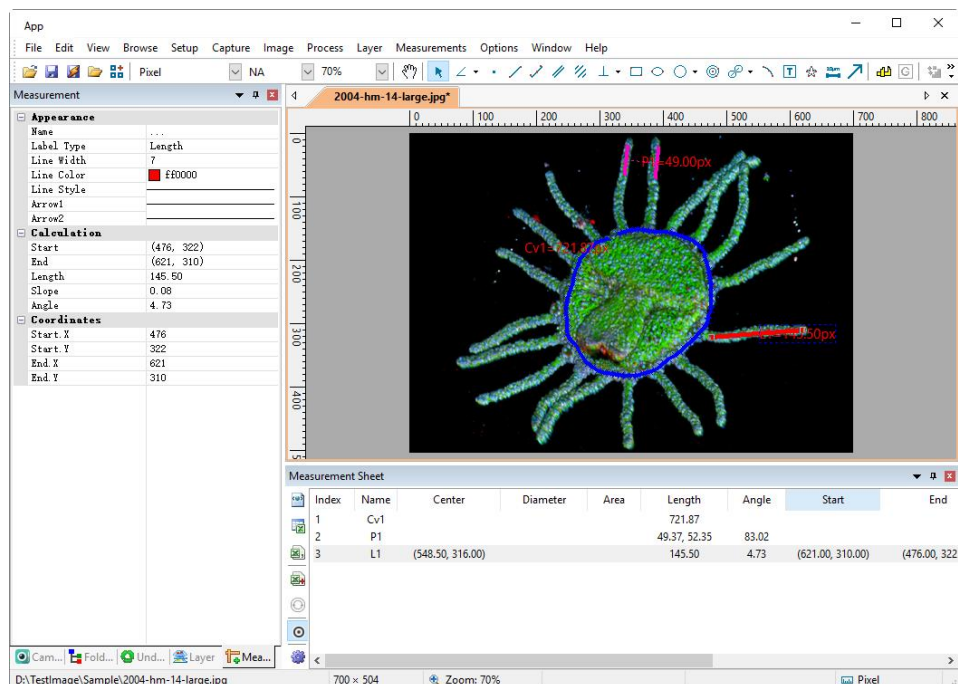 App
File Edit View Browse Setup Capture Image Process Layer Measurements Options Window Help
Pixel NA 70%
Measurement
2004-hm-14-large.jpg*
Appearance
Name ...
Label Type Length
Line Width 7
Line Color ff0000
Line Style
Arrow1
Arrow2
Calculation
Start (476, 322)
End (621, 310)
Length 145.50
Slope 0.08
Angle 4.73
Coordinates
Start.X 476
Start.Y 322
End.X 621
End.Y 310
0 100 200 300 400 500 600 700 800
0
100
200
300
400
P1=49.00px
Measurement Sheet
Index Name Center Diameter Area Length Angle Start End
1 Cv1 721.87
2 P1 49.37, 52.35 83.02
3 L1 (548.50, 316.00) 145.50 4.73 (621.00, 310.00) (476.00, 322
Cam... Fold... Und... Layer Mea...
D:\TestImage\Sample\2004-hm-14-large.jpg 700 × 504 Zoom: 70% Pixel